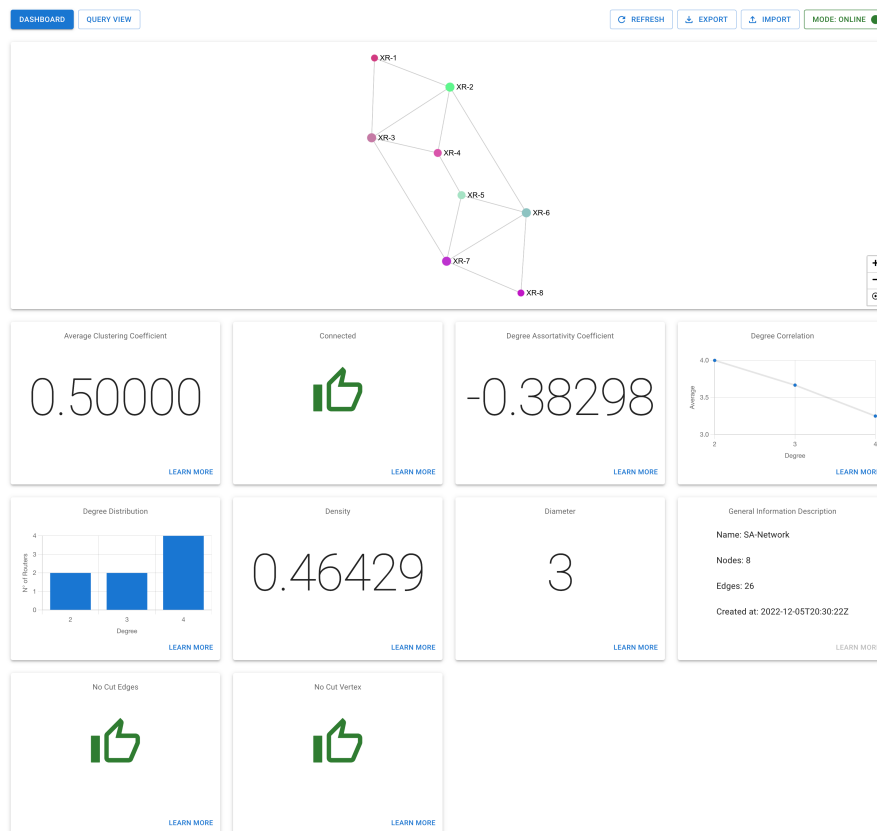 DASHBOARD
QUERY VIEW
REFRESH
EXPORT
IMPORT
MODE: ONLINE
XR-1
XR-2
XR-3
XR-4
XR-5
XR-6
XR-7
XR-8
+
−
Average Clustering Coefficient
0.50000
LEARN MORE
Connected
LEARN MORE
Degree Assortativity Coefficient
-0.38298
LEARN MORE
Degree Correlation
4.0
3.5
3.0
Average
2
3
4
Degree
LEARN MOR
Degree Distribution
4
3
2
1
0
N° of Routers
2
3
4
Degree
LEARN MORE
Density
0.46429
LEARN MORE
Diameter
3
LEARN MORE
General Information Description
Name: SA-Network
Nodes: 8
Edges: 26
Created at: 2022-12-05T20:30:22Z
LEARN MOR
No Cut Edges
LEARN MORE
No Cut Vertex
LEARN MORE